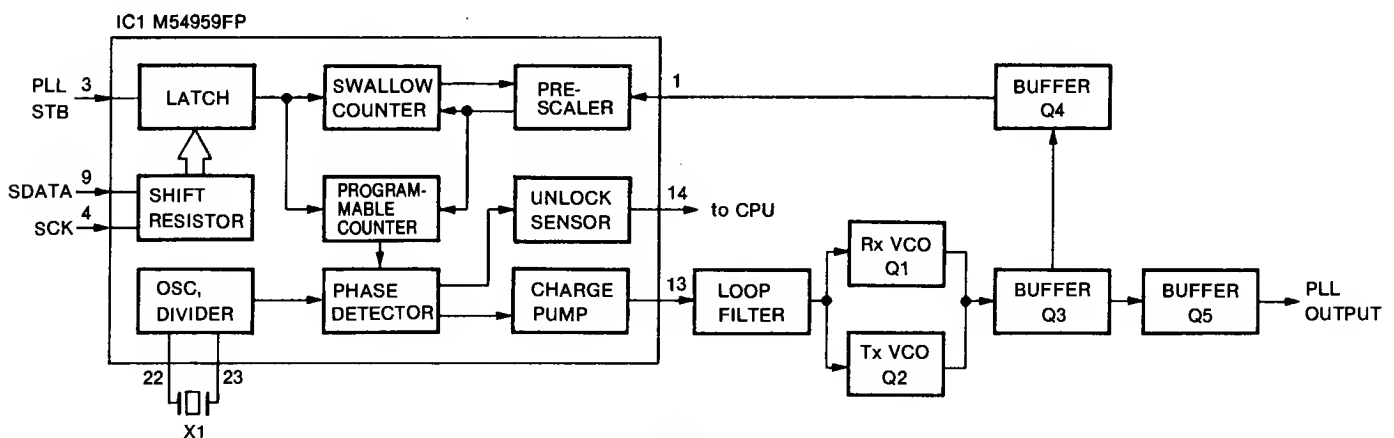 IC1 M54959FP
PLL
STB
3
LATCH
SWALLOW
COUNTER
PRE-
SCALER
1
BUFFER
Q4
SDATA
9
SCK
4
SHIFT
RESISTOR
PROGRAM-
MABLE
COUNTER
UNLOCK
SENSOR
14
to CPU
OSC,
DIVIDER
PHASE
DETECTOR
CHARGE
PUMP
13
LOOP
FILTER
Rx VCO
Q1
Tx VCO
Q2
BUFFER
Q3
BUFFER
Q5
PLL
OUTPUT
22
23
X1